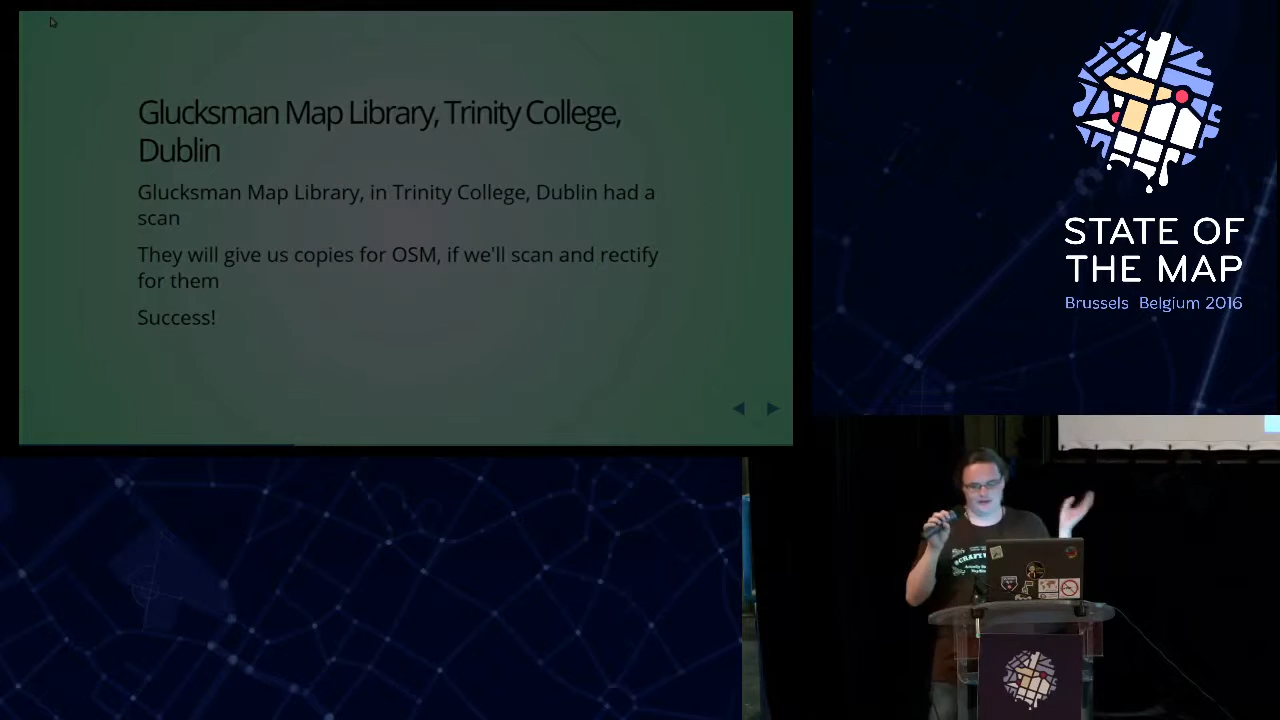 Glucksman Map Library, Trinity College,
Dublin
Glucksman Map Library, in Trinity College, Dublin had a
scan
They will give us copies for OSM, if we'll scan and rectify
for them
Success!
STATE OF
THE MAP
Brussels Belgium 2016